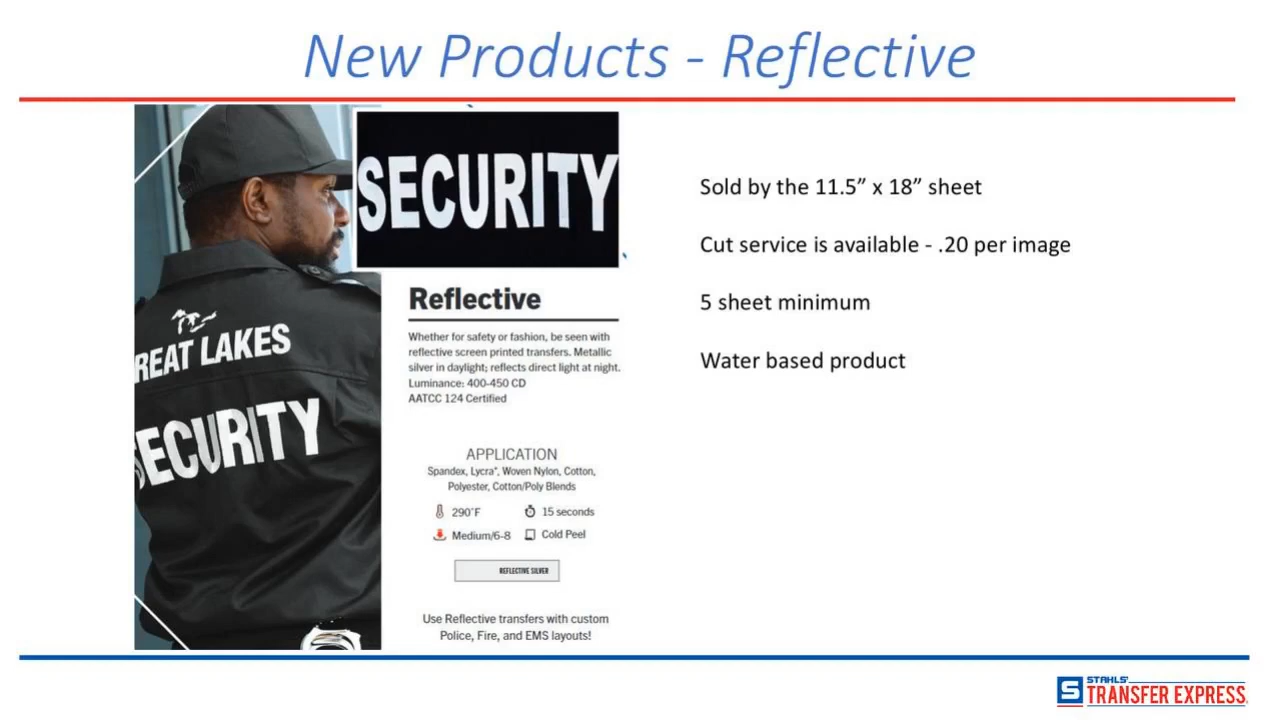 New Products - Reflective
SECURITY
REAT LAKES
SECURITY
Reflective
Whether for safety or fashion, be seen with
reflective screen printed transfers. Metallic
silver in daylight; reflects direct light at night.
Luminance: 400-450 CD
AATCC 124 Certified
APPLICATION
Spandex, Lycra®, Woven Nylon, Cotton,
Polyester, Cotton/Poly Blends
290°F 15 seconds
Medium/6-8 Cold Peel
REFLECTIVE SILVER
Use Reflective transfers with custom
Police, Fire, and EMS layouts!
Sold by the 11.5” x 18” sheet
Cut service is available - .20 per image
5 sheet minimum
Water based product
S STAHLS'
TRANSFER EXPRESS